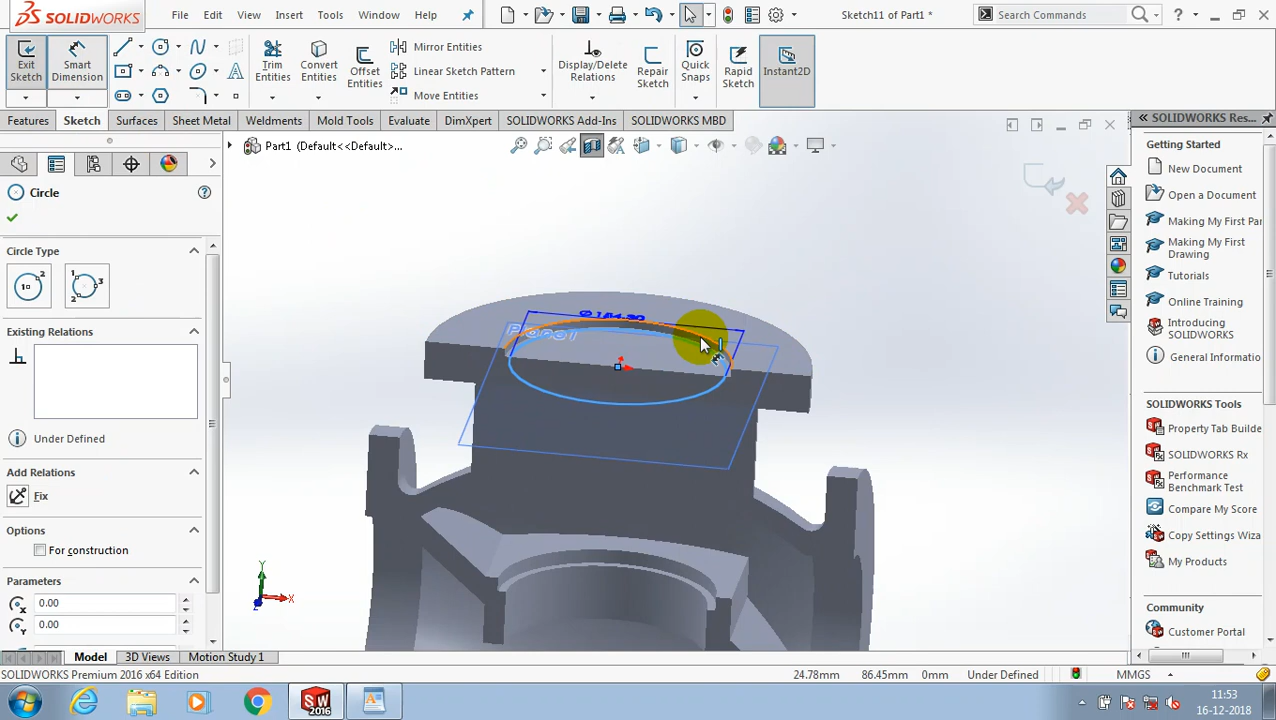 SOLIDWORKS
File Edit View Insert Tools Window Help
Sketch11 of Part1 *
Search Commands
Exit Sketch
Smart Dimension
Trim Entities
Convert Entities
Offset Entities
Mirror Entities
Linear Sketch Pattern
Move Entities
Display/Delete Relations
Repair Sketch
Quick Snaps
Rapid Sketch
Instant2D
Features Sketch Surfaces Sheet Metal Weldments Mold Tools Evaluate DimXpert SOLIDWORKS Add-Ins SOLIDWORKS MBD
SOLIDWORKS Res...
Part1 (Default<<Default>...
Circle
Circle Type
Existing Relations
Under Defined
Add Relations
Fix
Options
For construction
Parameters
0.00
0.00
Y
X
Z
Getting Started
New Document
Open a Document
Making My First Par
Making My First Drawing
Tutorials
Online Training
Introducing SOLIDWORKS
General Informatio
SOLIDWORKS Tools
Property Tab Builde
SOLIDWORKS Rx
Performance Benchmark Test
Compare My Score
Copy Settings Wiza
My Products
Community
Customer Portal
Model 3D Views Motion Study 1
SOLIDWORKS Premium 2016 x64 Edition
24.78mm 86.45mm 0mm Under Defined MMGS
SW 2016
11:53
16-12-2018